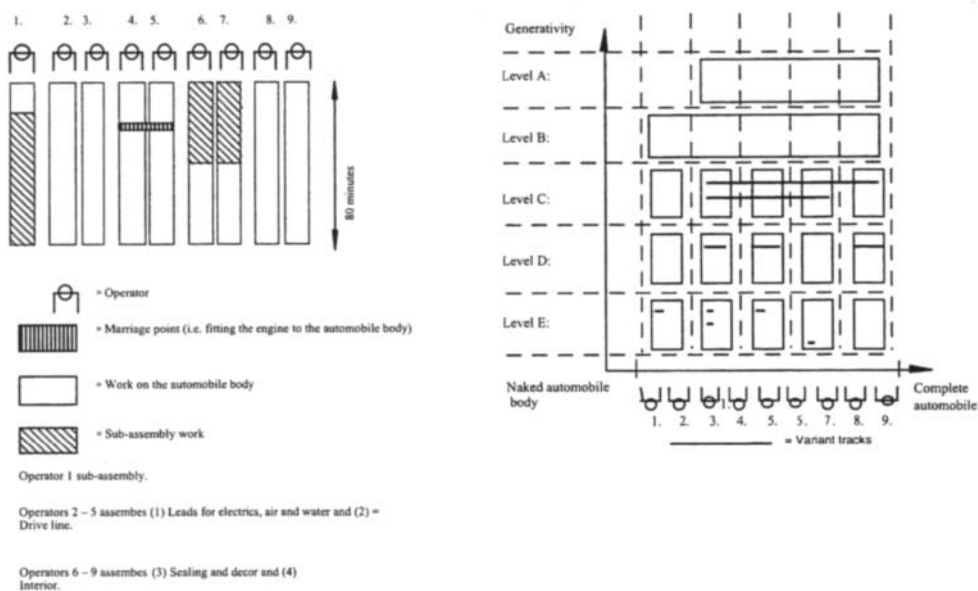 1. 2. 3. 4. 5. 6. 7. 8. 9.
80 minutes
= Operator
= Marriage point (i.e. fitting the engine to the automobile body)
= Work on the automobile body
= Sub-assembly work
Operator 1 sub-assembly.
Operators 2 – 5 assembes (1) Leads for electrics, air and water and (2) =
Drive line.
Operators 6 – 9 assembes (3) Sealing and decor and (4)
Interior.
Generativity
Level A:
Level B:
Level C:
Level D:
Level E:
Naked automobile
body
Complete
automobile
1.
1. 2. 3. 4. 5. 5. 7. 8. 9.
= Variant tracks